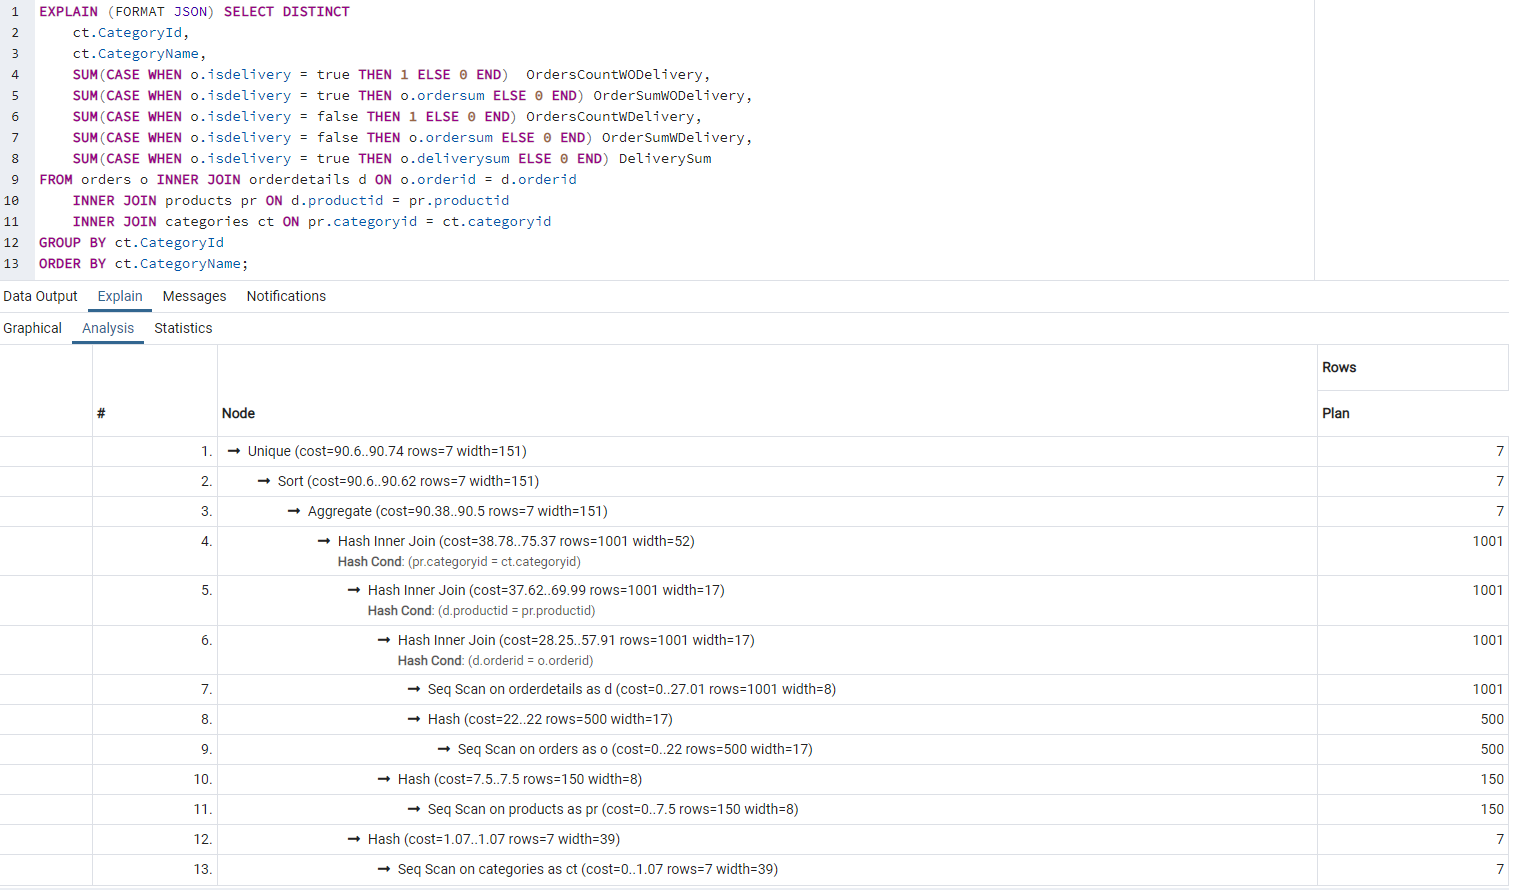 1 EXPLAIN (FORMAT JSON) SELECT DISTINCT
2 ct.CategoryId,
3 ct.CategoryName,
4 SUM(CASE WHEN o.isdelivery = true THEN 1 ELSE 0 END) OrdersCountWODelivery,
5 SUM(CASE WHEN o.isdelivery = true THEN o.ordersum ELSE 0 END) OrderSumWODelivery,
6 SUM(CASE WHEN o.isdelivery = false THEN 1 ELSE 0 END) OrdersCountWDelivery,
7 SUM(CASE WHEN o.isdelivery = false THEN o.ordersum ELSE 0 END) OrderSumWDelivery,
8 SUM(CASE WHEN o.isdelivery = true THEN o.deliverysum ELSE 0 END) DeliverySum
9 FROM orders o INNER JOIN orderdetails d ON o.orderid = d.orderid
10 INNER JOIN products pr ON d.productid = pr.productid
11 INNER JOIN categories ct ON pr.categoryid = ct.categoryid
12 GROUP BY ct.CategoryId
13 ORDER BY ct.CategoryName;
Data Output Explain Messages Notifications
Graphical Analysis Statistics
Rows
# Node Plan
1. → Unique (cost=90.6..90.74 rows=7 width=151) 7
2. → Sort (cost=90.6..90.62 rows=7 width=151) 7
3. → Aggregate (cost=90.38..90.5 rows=7 width=151) 7
4. → Hash Inner Join (cost=38.78..75.37 rows=1001 width=52) 1001
Hash Cond: (pr.categoryid = ct.categoryid)
5. → Hash Inner Join (cost=37.62..69.99 rows=1001 width=17) 1001
Hash Cond: (d.productid = pr.productid)
6. → Hash Inner Join (cost=28.25..57.91 rows=1001 width=17) 1001
Hash Cond: (d.orderid = o.orderid)
7. → Seq Scan on orderdetails as d (cost=0..27.01 rows=1001 width=8) 1001
8. → Hash (cost=22..22 rows=500 width=17) 500
9. → Seq Scan on orders as o (cost=0..22 rows=500 width=17) 500
10. → Hash (cost=7.5..7.5 rows=150 width=8) 150
11. → Seq Scan on products as pr (cost=0..7.5 rows=150 width=8) 150
12. → Hash (cost=1.07..1.07 rows=7 width=39) 7
13. → Seq Scan on categories as ct (cost=0..1.07 rows=7 width=39) 7